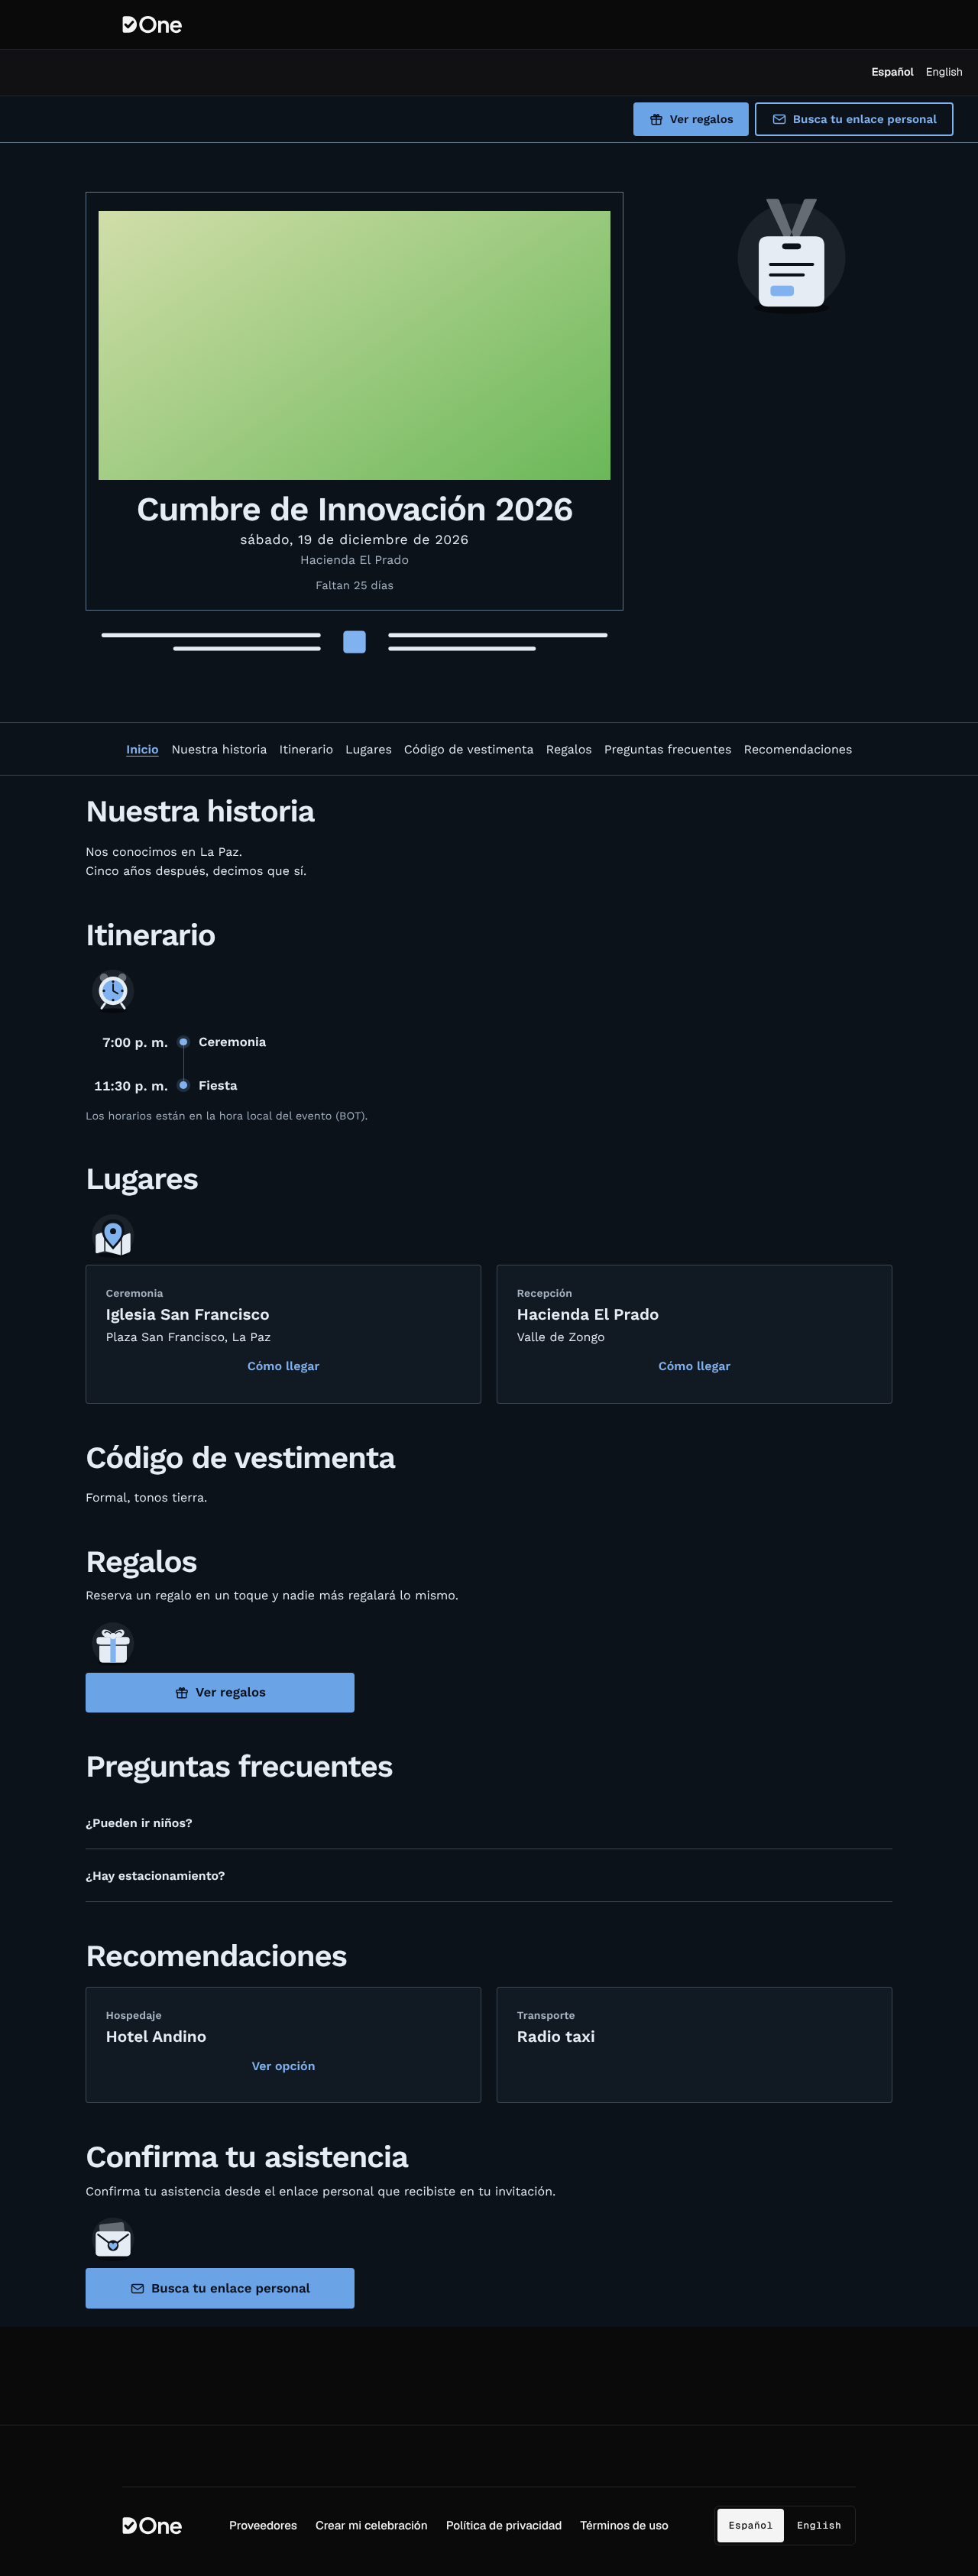 One
Español English
Ver regalos Busca tu enlace personal
Cumbre de Innovación 2026
sábado, 19 de diciembre de 2026
Hacienda El Prado
Faltan 25 días
Inicio Nuestra historia Itinerario Lugares Código de vestimenta Regalos Preguntas frecuentes Recomendaciones
Nuestra historia
Nos conocimos en La Paz.
Cinco años después, decimos que sí.
Itinerario
7:00 p. m. Ceremonia
11:30 p. m. Fiesta
Los horarios están en la hora local del evento (BOT).
Lugares
Ceremonia
Iglesia San Francisco
Plaza San Francisco, La Paz
Cómo llegar
Recepción
Hacienda El Prado
Valle de Zongo
Cómo llegar
Código de vestimenta
Formal, tonos tierra.
Regalos
Reserva un regalo en un toque y nadie más regalará lo mismo.
Ver regalos
Preguntas frecuentes
¿Pueden ir niños?
¿Hay estacionamiento?
Recomendaciones
Hospedaje
Hotel Andino
Ver opción
Transporte
Radio taxi
Confirma tu asistencia
Confirma tu asistencia desde el enlace personal que recibiste en tu invitación.
Busca tu enlace personal
One Proveedores Crear mi celebración Política de privacidad Términos de uso Español English